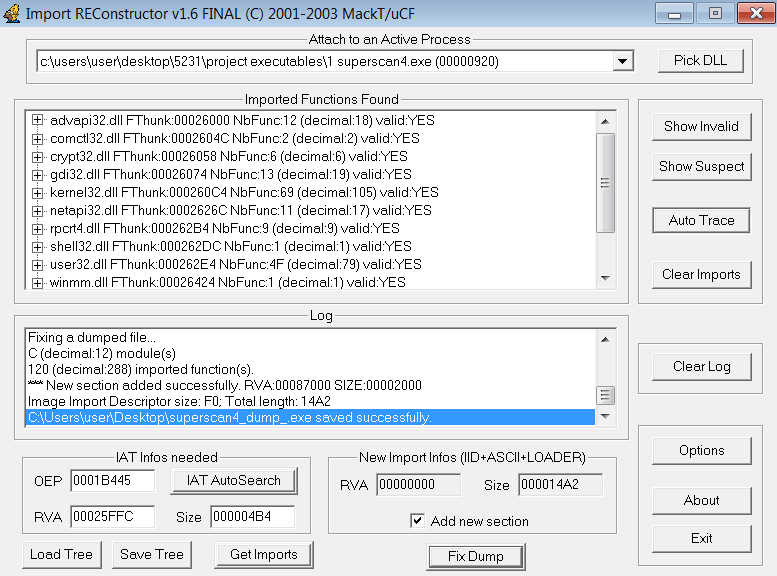 Import REConstructor v1.6 FINAL (C) 2001-2003 MackT/uCF
Attach to an Active Process
c:\users\user\desktop\5231\project executables\1 superscan4.exe (00000920)
Pick DLL
Imported Functions Found
advapi32.dll FThunk:00026000 NbFunc:12 (decimal:18) valid:YES
comctl32.dll FThunk:0002604C NbFunc:2 (decimal:2) valid:YES
crypt32.dll FThunk:00026058 NbFunc:6 (decimal:6) valid:YES
gdi32.dll FThunk:00026074 NbFunc:13 (decimal:19) valid:YES
kernel32.dll FThunk:000260C4 NbFunc:69 (decimal:105) valid:YES
netapi32.dll FThunk:0002626C NbFunc:11 (decimal:17) valid:YES
rpcrt4.dll FThunk:000262B4 NbFunc:9 (decimal:9) valid:YES
shell32.dll FThunk:000262DC NbFunc:1 (decimal:1) valid:YES
user32.dll FThunk:000262E4 NbFunc:4F (decimal:79) valid:YES
winmm.dll FThunk:00026424 NbFunc:1 (decimal:1) valid:YES
Show Invalid
Show Suspect
Auto Trace
Clear Imports
Log
Fixing a dumped file...
C (decimal:12) module(s)
120 (decimal:288) imported function(s).
*** New section added successfully. RVA:00087000 SIZE:00002000
Image Import Descriptor size: F0; Total length: 14A2
C:\Users\user\Desktop\superscan4_dump_.exe saved successfully.
Clear Log
IAT Infos needed
OEP 0001B445 IAT AutoSearch
RVA 00025FFC Size 000004B4
New Import Infos (IID+ASCII+LOADER)
RVA 00000000 Size 000014A2
Add new section
Options
About
Exit
Load Tree Save Tree Get Imports Fix Dump